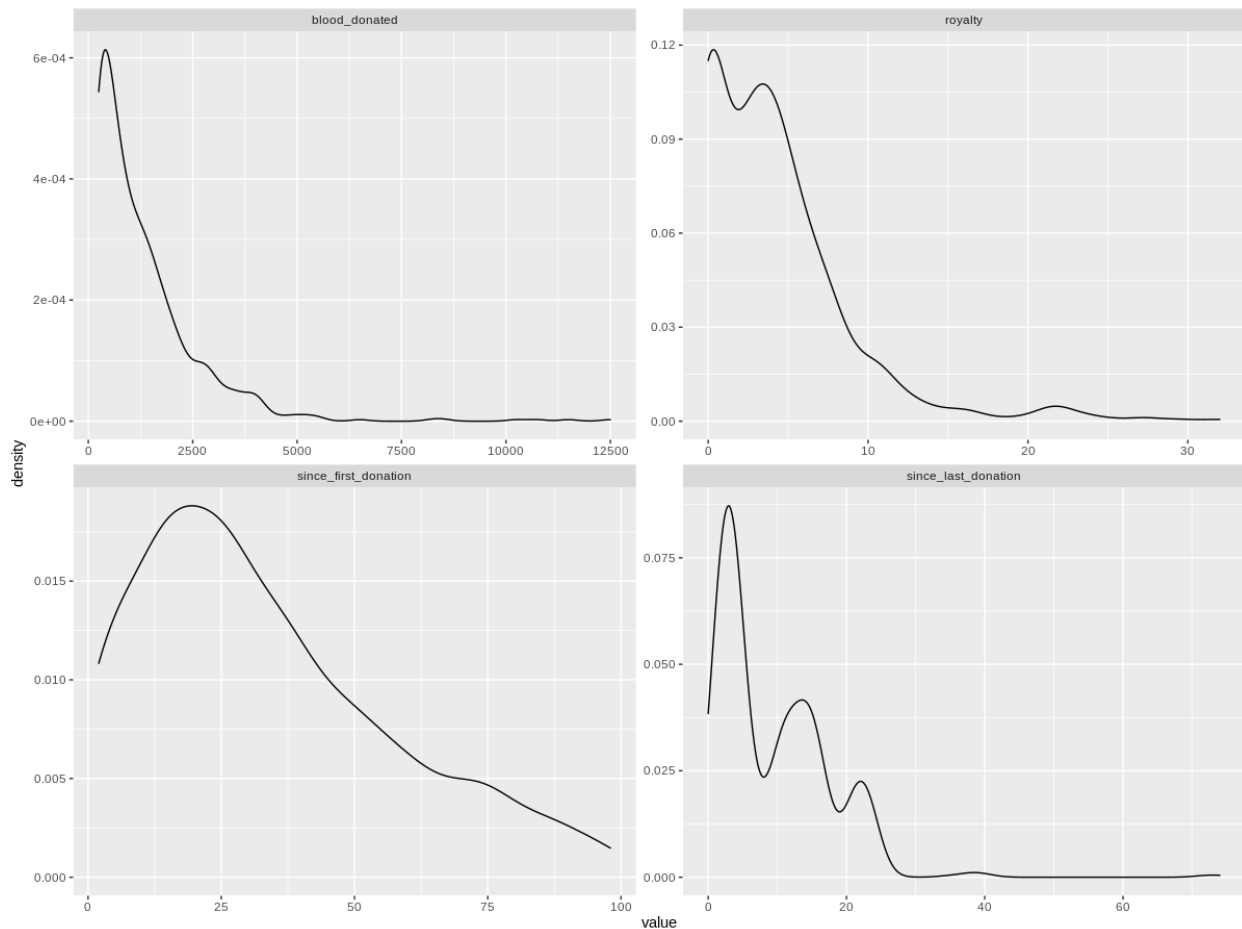 blood_donated
royalty
6e-04
4e-04
2e-04
0e+00
0.12
0.09
0.06
0.03
0.00
0 2500 5000 7500 10000 12500
0 10 20 30
density
since_first_donation
since_last_donation
0.015
0.010
0.005
0.000
0.075
0.050
0.025
0.000
0 25 50 75 100
0 20 40 60
value